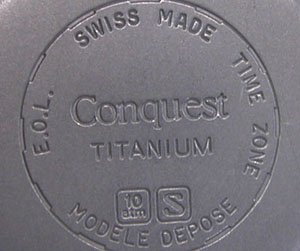 SWISS MADE
TIME ZONE
E.O.L.
Conquest
TITANIUM
10
atm
S
MODELE DEPOSE